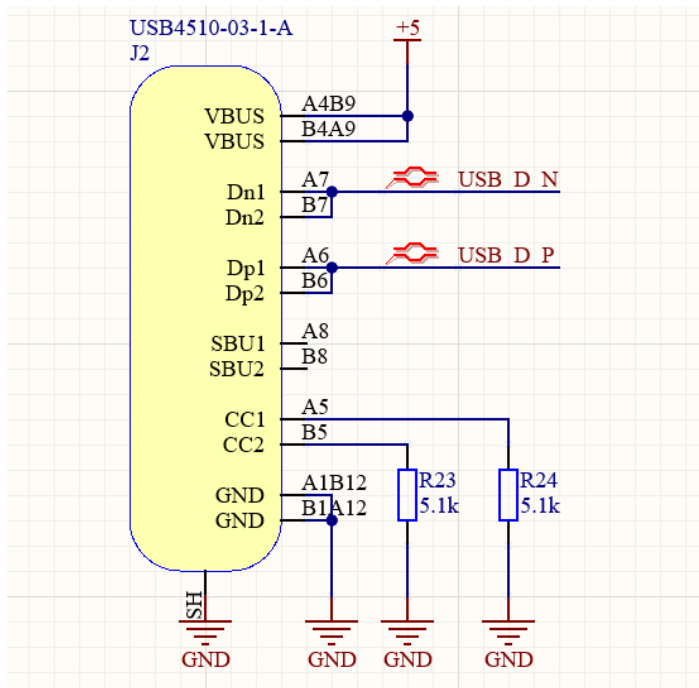 USB4510-03-1-A
J2
+5
VBUS A4B9
VBUS B4A9
Dn1 A7 USB_D_N
Dn2 B7
Dp1 A6 USB_D_P
Dp2 B6
SBU1 A8
SBU2 B8
CC1 A5
CC2 B5
R23 R24
5.1k 5.1k
GND A1B12
GND B1A12
SH
GND GND GND GND